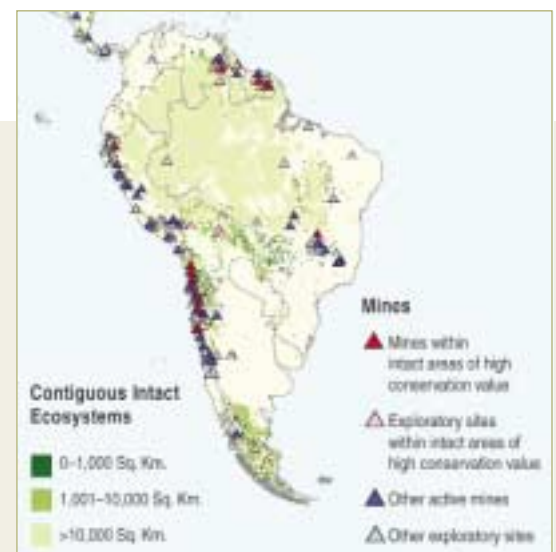 Contiguous Intact
Ecosystems
0–1,000 Sq. Km.
1,001–10,000 Sq. Km.
>10,000 Sq. Km.
Mines
Mines within
intact areas of high
conservation value
Exploratory sites
within intact areas of
high conservation value
Other active mines
Other exploratory sites